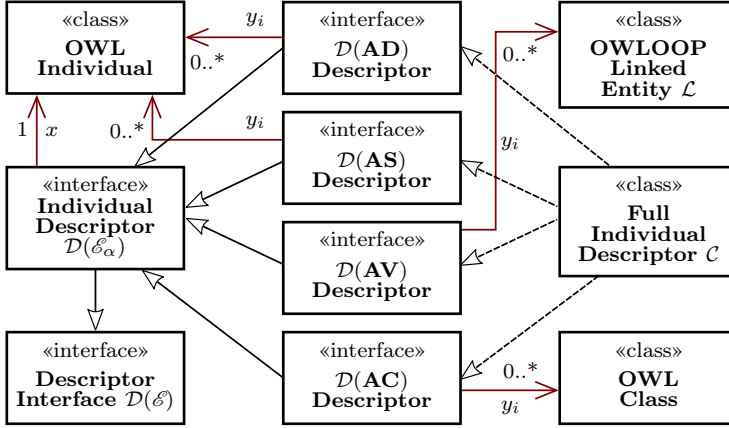 «class»
OWL
Individual
y_i
0..*
«interface»
𝒟(AD)
Descriptor
0..*
«class»
OWLOOP
Linked
Entity ℒ
1
x
0..*
y_i
«interface»
𝒟(AS)
Descriptor
y_i
«interface»
Individual
Descriptor
𝒟(ℰ_α)
«interface»
𝒟(AV)
Descriptor
«class»
Full
Individual
Descriptor 𝒞
«interface»
Descriptor
Interface 𝒟(ℰ)
«interface»
𝒟(AC)
Descriptor
0..*
y_i
«class»
OWL
Class